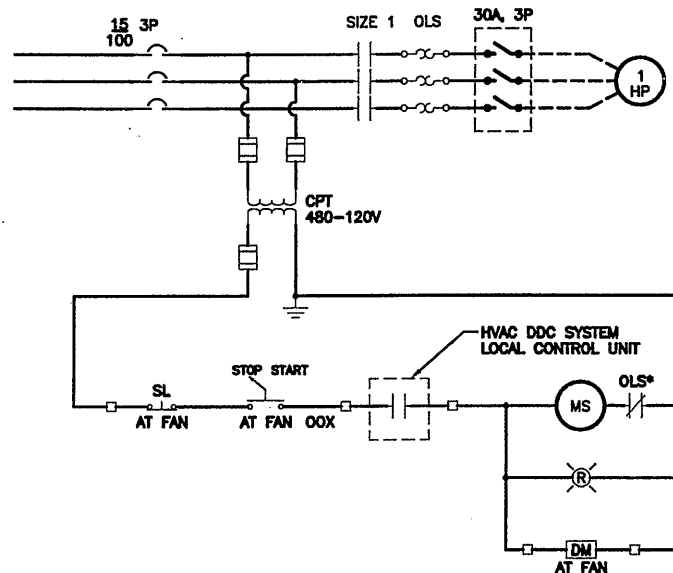 15 3P
100
SIZE 1 OLS
30A, 3P
1
HP
CPT
480-120V
HVAC DDC SYSTEM
LOCAL CONTROL UNIT
STOP START
SL
AT FAN
AT FAN OOX
MS
OLS*
R
DM
AT FAN